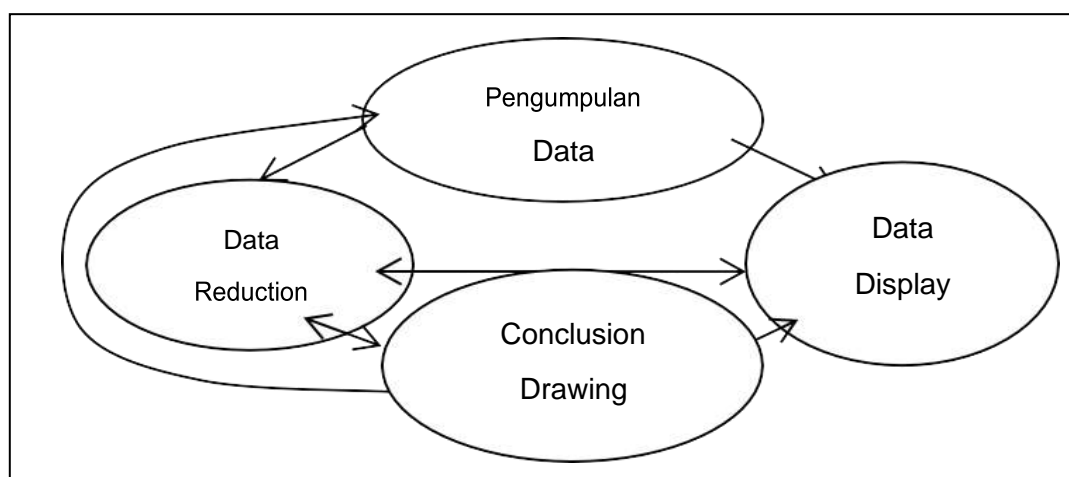 Pengumpulan
Data
Data
Reduction
Data
Display
Conclusion
Drawing